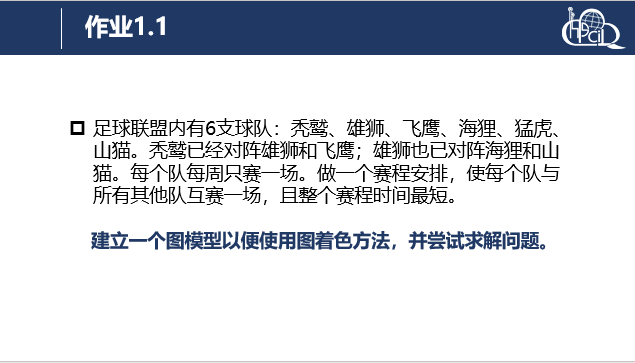 作业1.1
HPCL
足球联盟内有6支球队：秃鹫、雄狮、飞鹰、海狸、猛虎、
山猫。秃鹫已经对阵雄狮和飞鹰；雄狮也已对阵海狸和山
猫。每个队每周只赛一场。做一个赛程安排，使每个队与
所有其他队互赛一场，且整个赛程时间最短。
建立一个图模型以便使用图着色方法，并尝试求解问题。